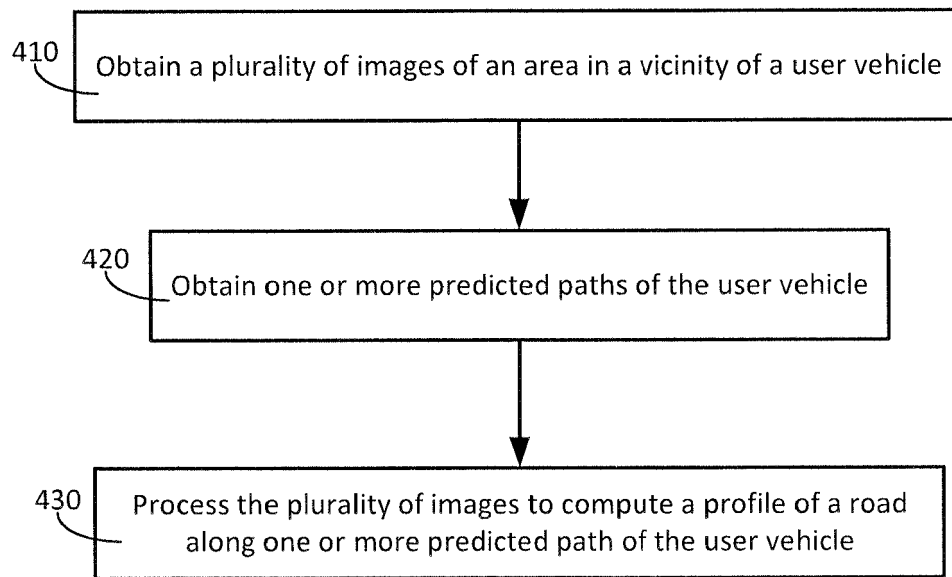 410
Obtain a plurality of images of an area in a vicinity of a user vehicle
420
Obtain one or more predicted paths of the user vehicle
430
Process the plurality of images to compute a profile of a road
along one or more predicted path of the user vehicle